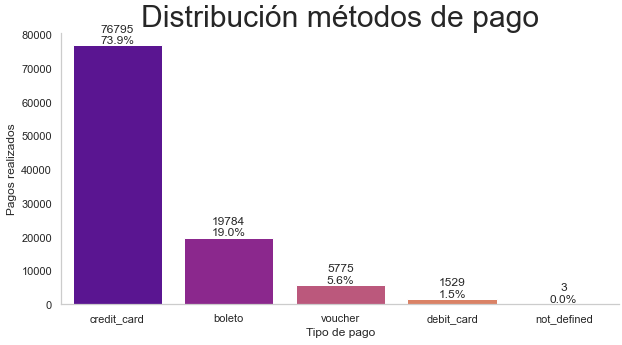 Distribución métodos de pago
76795
73.9%
19784
19.0%
5775
5.6%
1529
1.5%
3
0.0%
Pagos realizados
80000
70000
60000
50000
40000
30000
20000
10000
0
credit_card
boleto
voucher
debit_card
not_defined
Tipo de pago